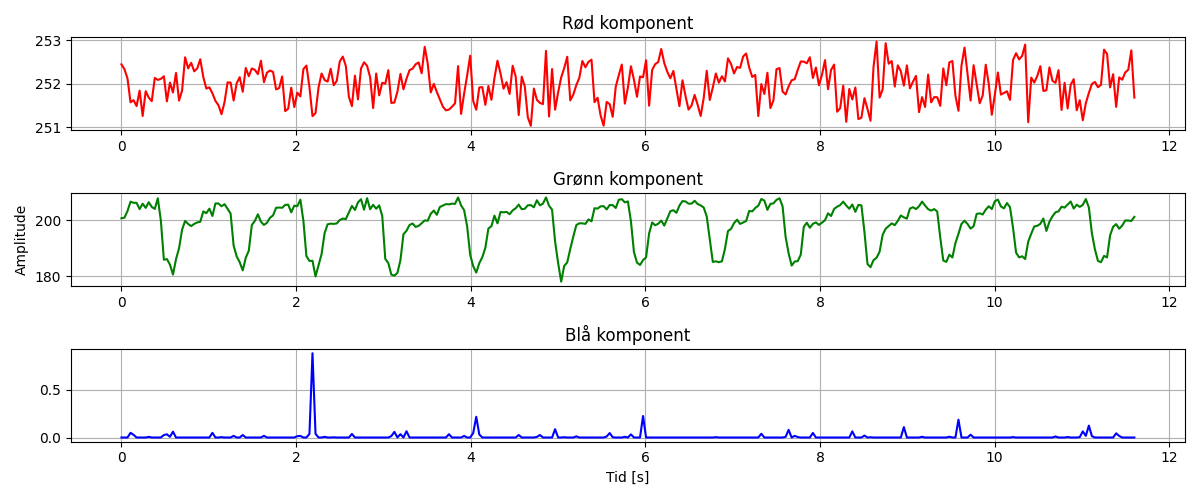 Rød komponent
253
252
251
0 2 4 6 8 10 12
Grønn komponent
200
180
Amplitude
0 2 4 6 8 10 12
Blå komponent
0.5
0.0
0 2 4 6 8 10 12
Tid [s]